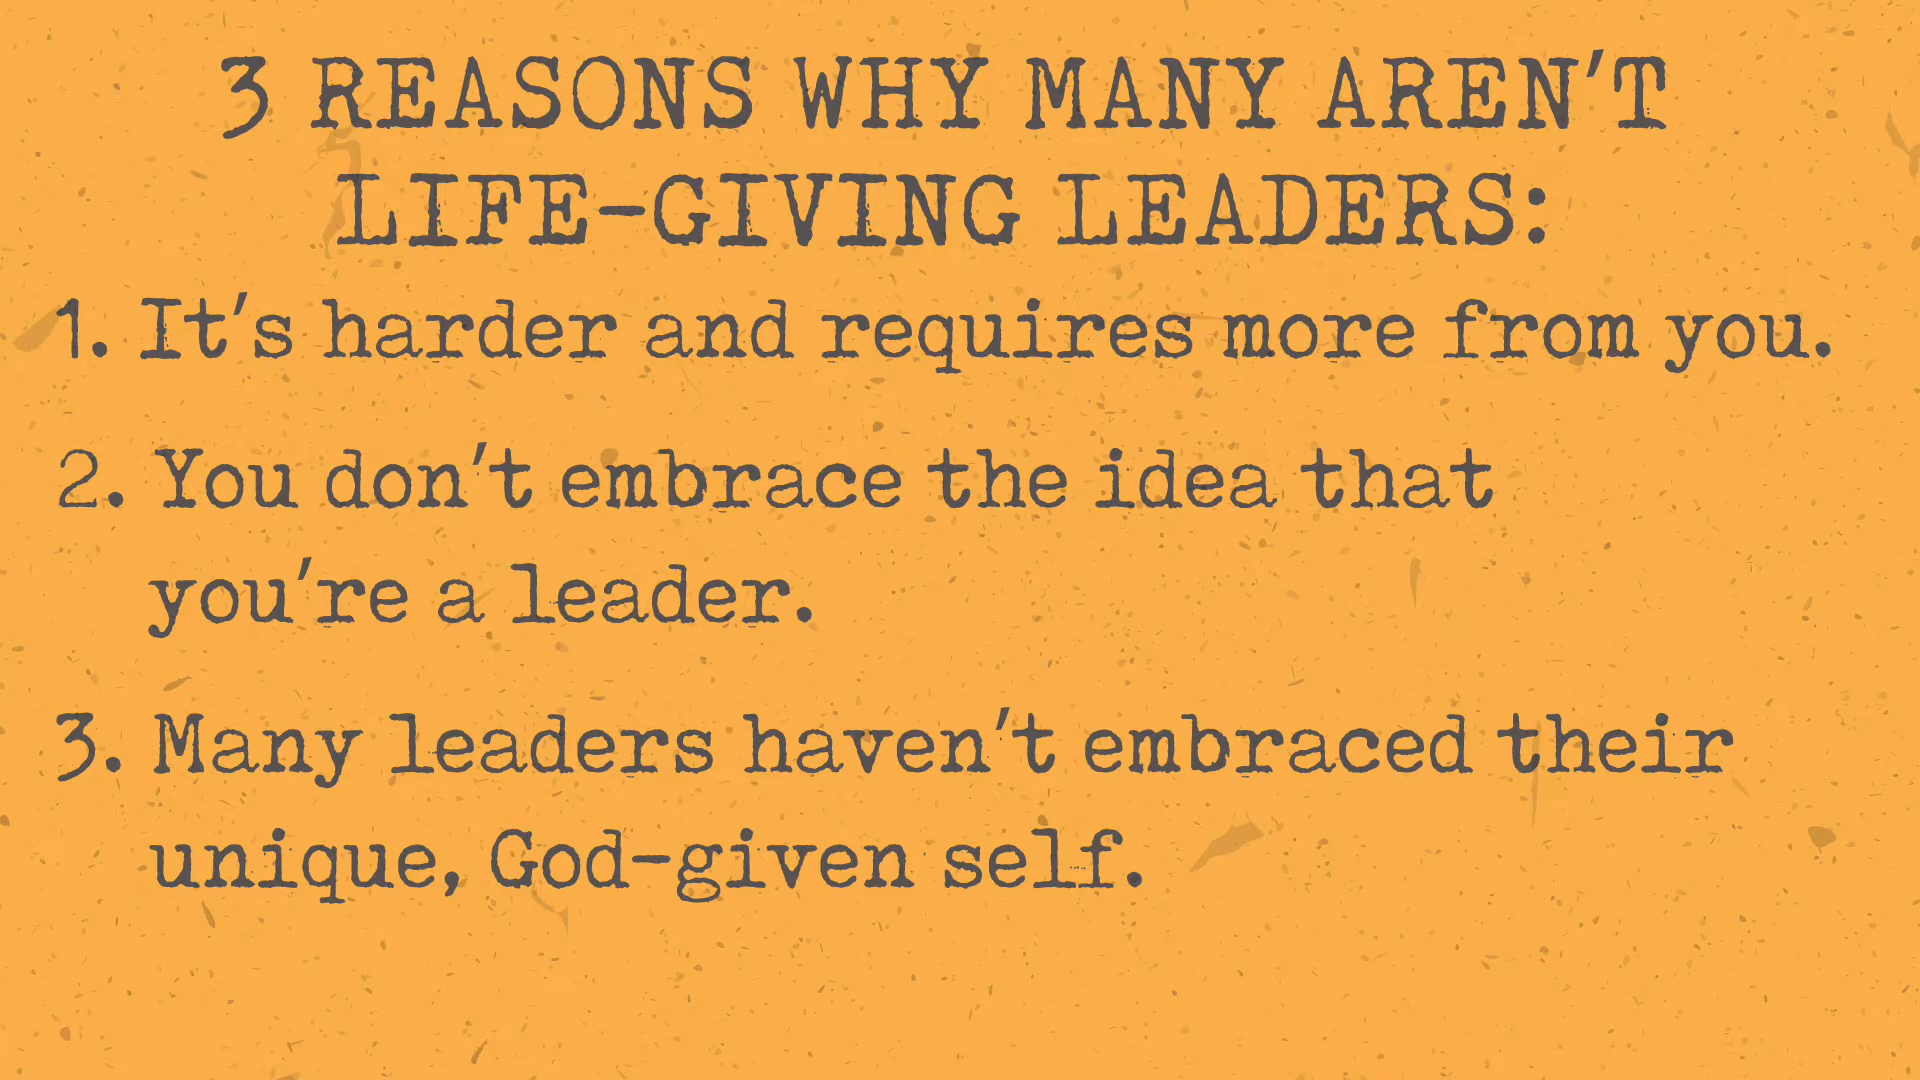 3 REASONS WHY MANY AREN'T
LIFE-GIVING LEADERS:
1. It's harder and requires more from you.
2. You don't embrace the idea that
you're a leader.
3. Many leaders haven't embraced their
unique, God-given self.